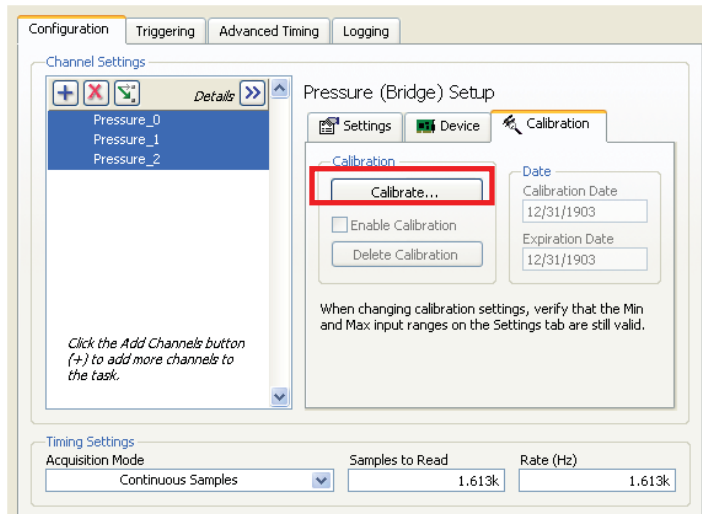 Configuration
Triggering
Advanced Timing
Logging
Channel Settings
Details
Pressure_0
Pressure_1
Pressure_2
Click the Add Channels button
(+) to add more channels to
the task.
Pressure (Bridge) Setup
Settings
Device
Calibration
Calibration
Calibrate...
Enable Calibration
Delete Calibration
Date
Calibration Date
12/31/1903
Expiration Date
12/31/1903
When changing calibration settings, verify that the Min
and Max input ranges on the Settings tab are still valid.
Timing Settings
Acquisition Mode
Continuous Samples
Samples to Read
1.613k
Rate (Hz)
1.613k